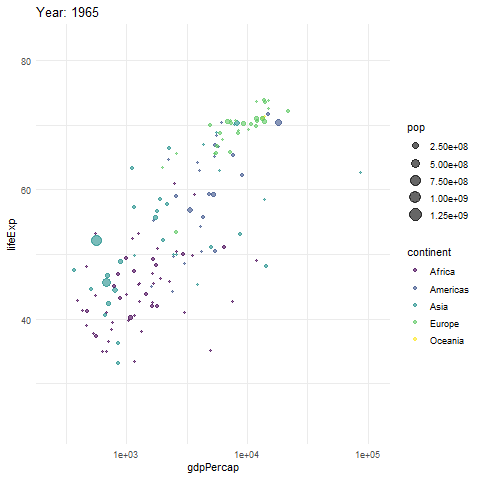 Year: 1965
lifeExp
80
60
40
1e+03
1e+04
1e+05
gdpPercap
pop
2.50e+08
5.00e+08
7.50e+08
1.00e+09
1.25e+09
continent
Africa
Americas
Asia
Europe
Oceania